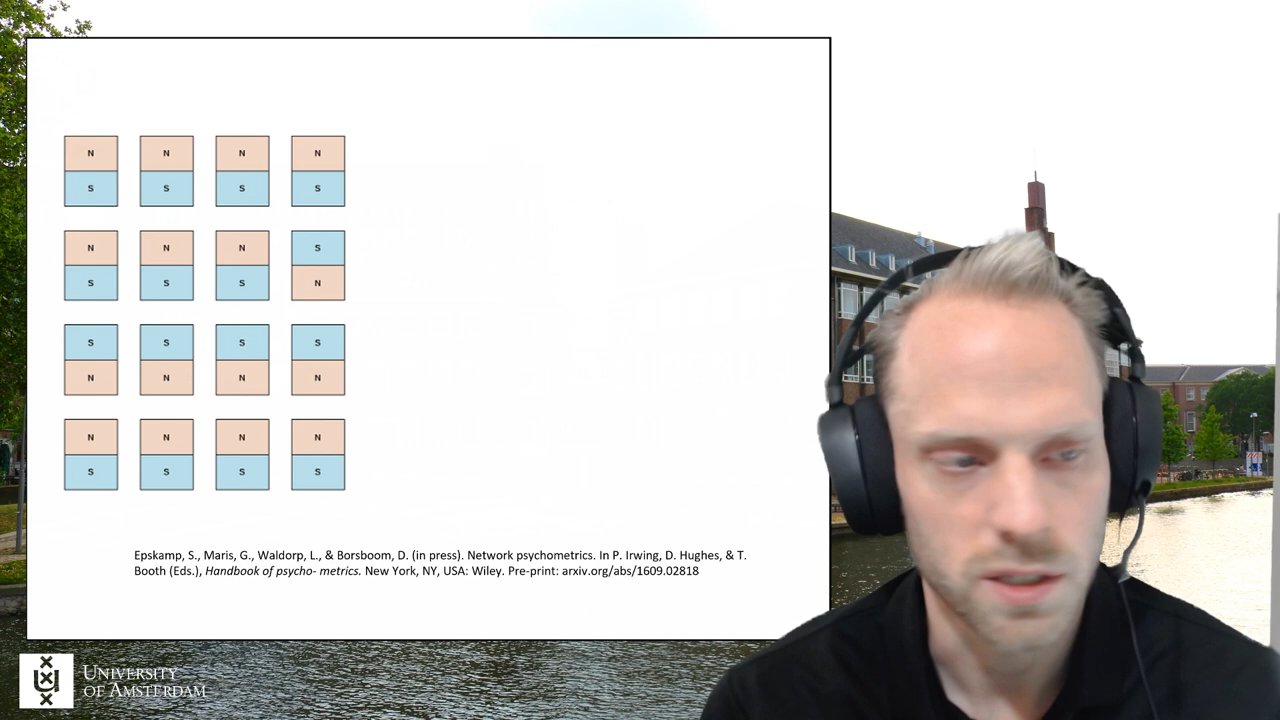 N N N N
S S S S
N N N S
S S S N
S S S S
N N N N
N N N N
S S S S
Epskamp, S., Maris, G., Waldorp, L., & Borsboom, D. (in press). Network psychometrics. In P. Irwing, D. Hughes, & T.
Booth (Eds.), Handbook of psycho- metrics. New York, NY, USA: Wiley. Pre-print: arxiv.org/abs/1609.02818
UNIVERSITY
OF AMSTERDAM